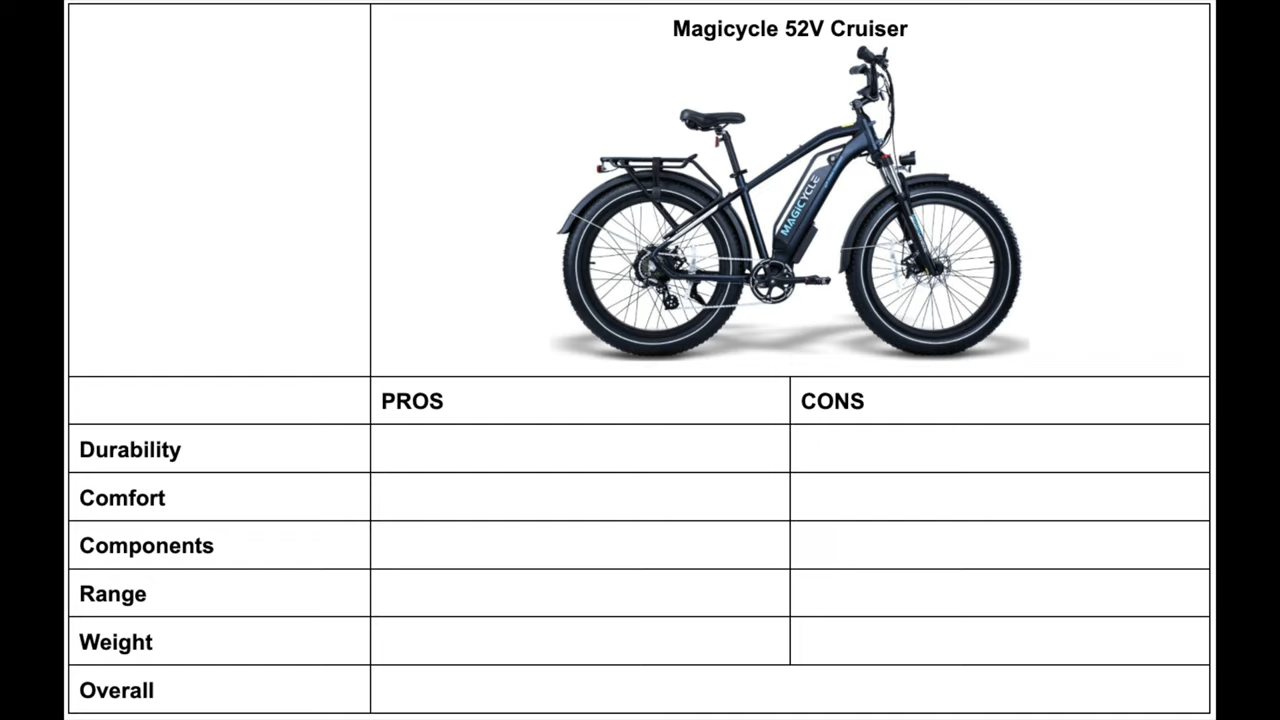 Magicycle 52V Cruiser
MAGICYCLE
PROS
CONS
Durability
Comfort
Components
Range
Weight
Overall